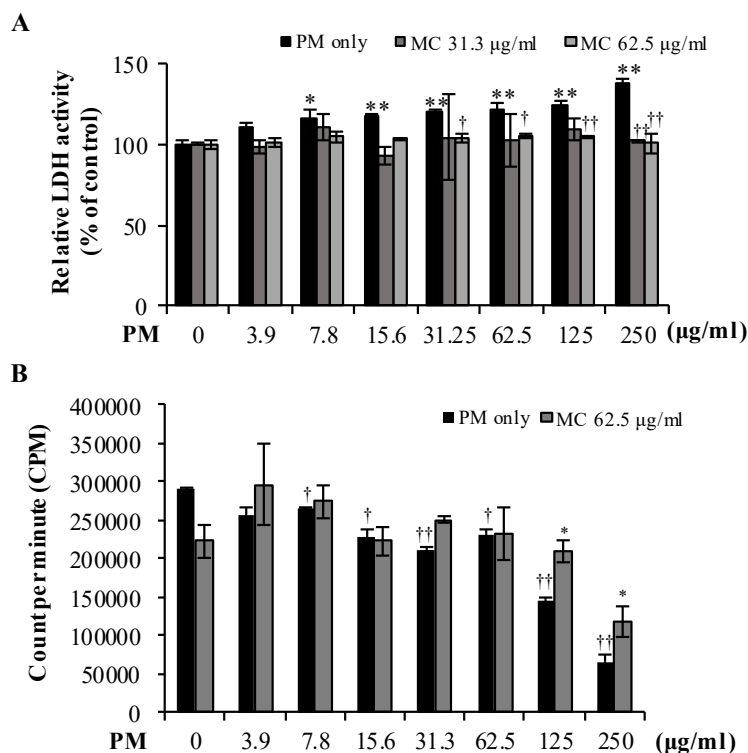 A
PM only MC 31.3 µg/ml MC 62.5 µg/ml
Relative LDH activity
(% of control)
150
100
50
0
* ** ** ** ** **
† † †† †† ††
PM 0 3.9 7.8 15.6 31.25 62.5 125 250 (µg/ml)
B
PM only MC 62.5 µg/ml
Count per minute (CPM)
400000
350000
300000
250000
200000
150000
100000
50000
0
† † †† † †† * †† *
PM 0 3.9 7.8 15.6 31.3 62.5 125 250 (µg/ml)